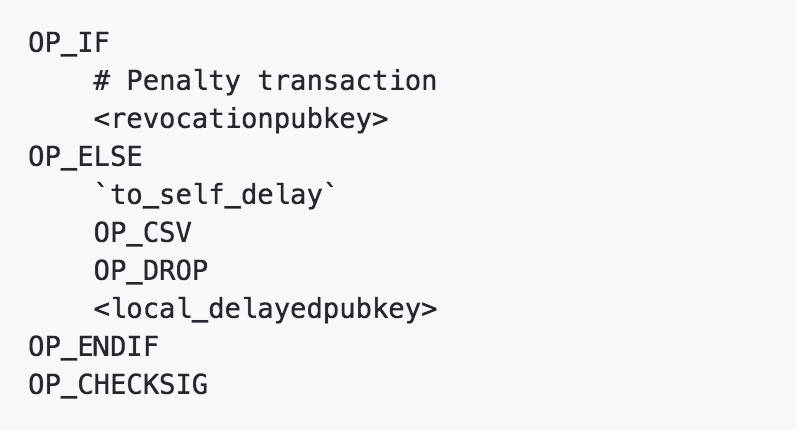 OP_IF
    # Penalty transaction
    <revocationpubkey>
OP_ELSE
    `to_self_delay`
    OP_CSV
    OP_DROP
    <local_delayedpubkey>
OP_ENDIF
OP_CHECKSIG